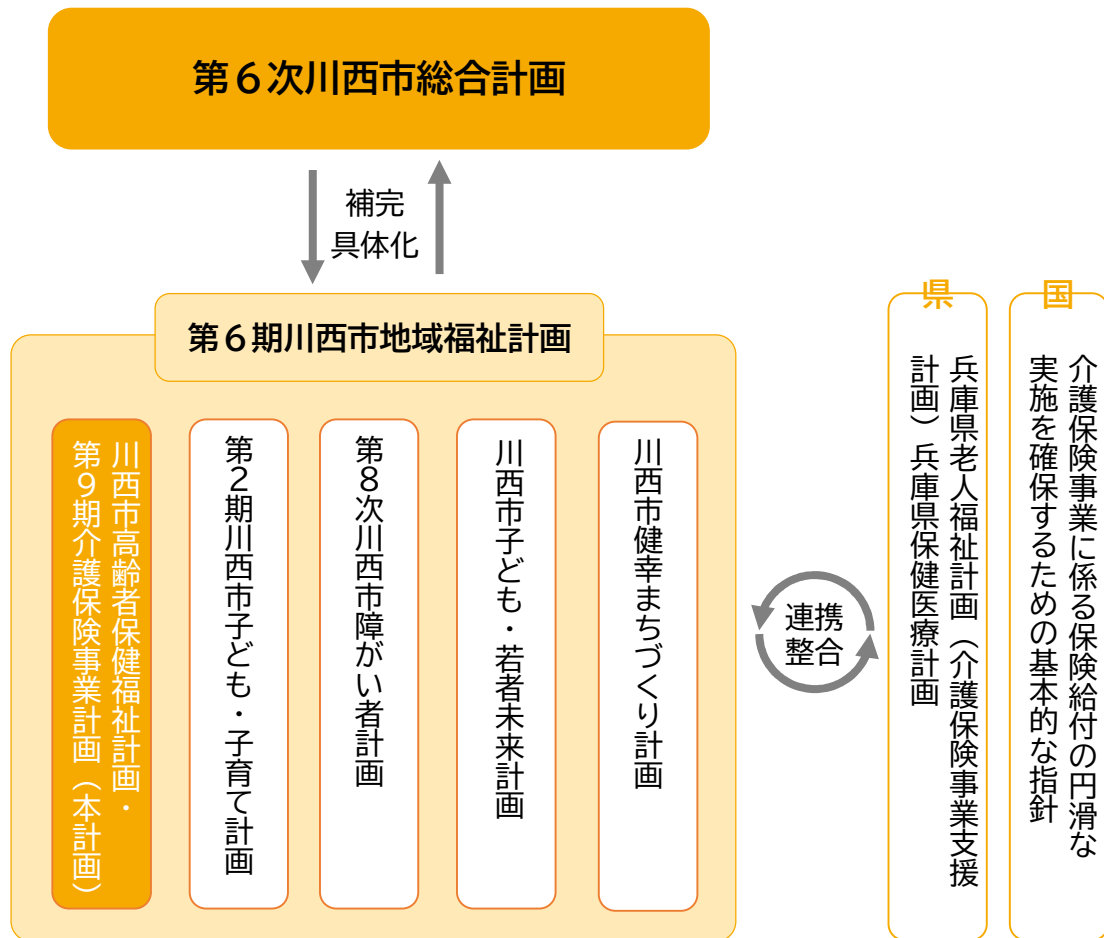 第６次川西市総合計画
補完
具体化
第６期川西市地域福祉計画
川西市高齢者保健福祉計画・
第９期介護保険事業計画（本計画）
第２期川西市子ども・子育て計画
第８次川西市障がい者計画
川西市子ども・若者未来計画
川西市健幸まちづくり計画
連携
整合
県
兵庫県老人福祉計画（介護保険事業支援
計画）兵庫県保健医療計画
国
介護保険事業に係る保険給付の円滑な
実施を確保するための基本的な指針